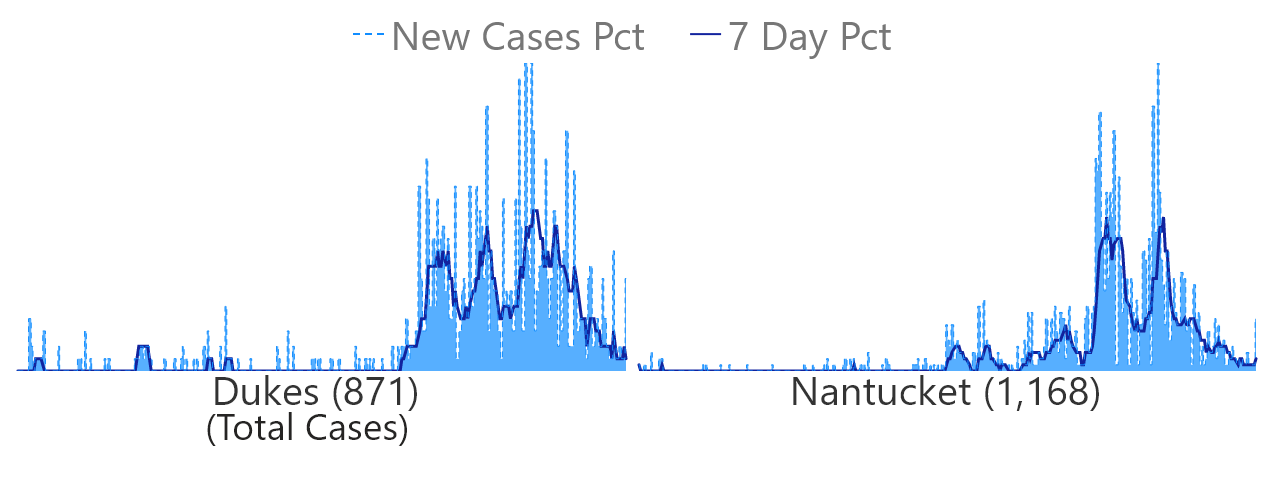 New Cases Pct 7 Day Pct
Dukes (871) Nantucket (1,168)
(Total Cases)